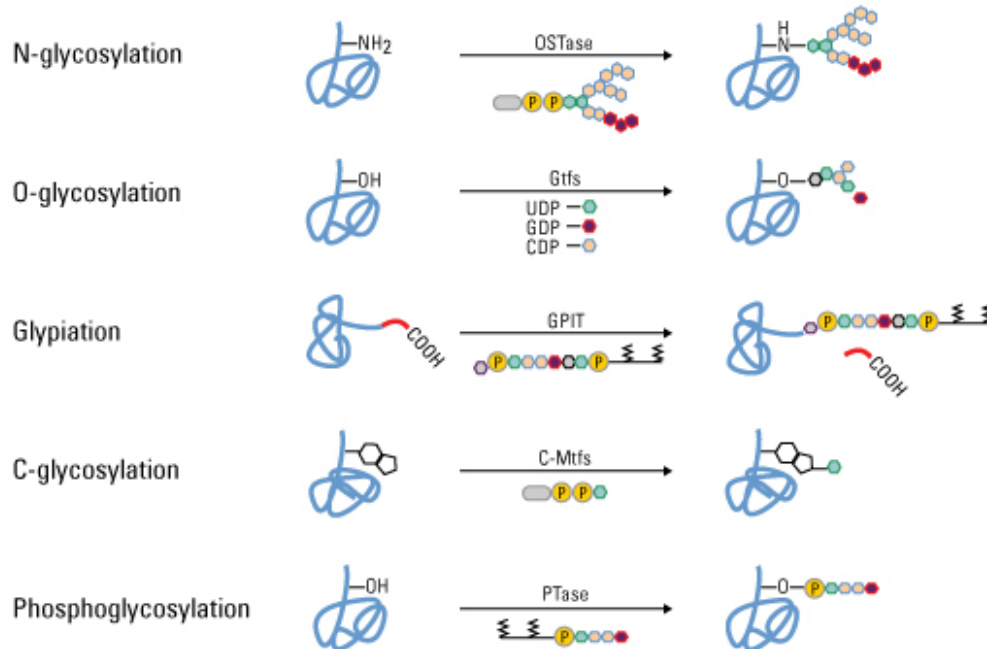 N-glycosylation
NH2
OSTase
P P
H
N
O-glycosylation
OH
Gtfs
UDP
GDP
CDP
O
Glypiation
COOH
GPIT
P P
P P
COOH
C-glycosylation
C-Mtfs
P P
Phosphoglycosylation
OH
PTase
P
O P